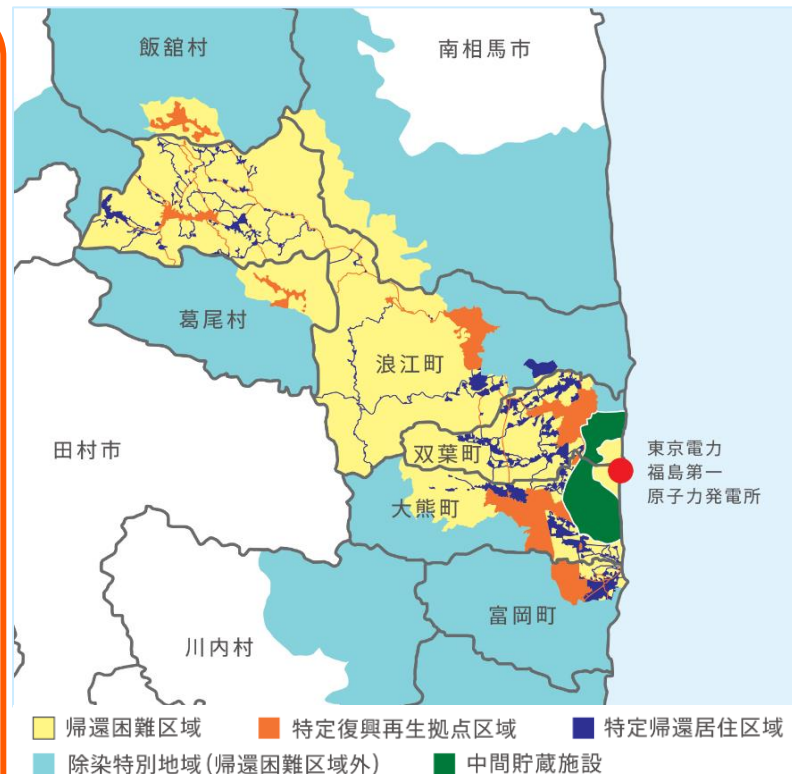 飯舘村
南相馬市
葛尾村
浪江町
田村市
双葉町
東京電力
福島第一
原子力発電所
大熊町
富岡町
川内村
帰還困難区域
特定復興再生拠点区域
特定帰還居住区域
除染特別地域(帰還困難区域外)
中間貯蔵施設